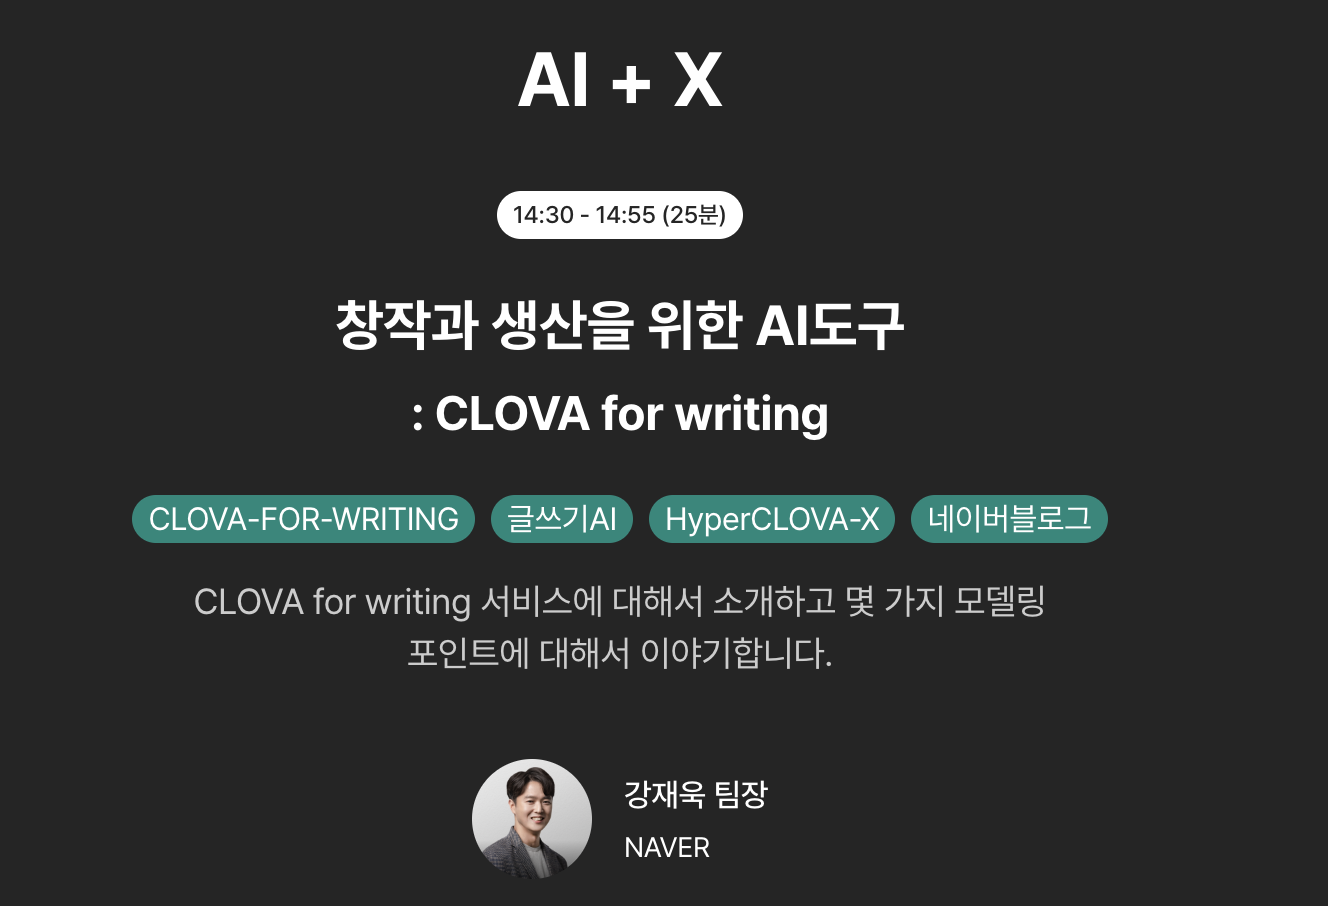 AI + X
14:30 - 14:55 (25분)
창작과 생산을 위한 AI도구
: CLOVA for writing
CLOVA-FOR-WRITING 글쓰기AI HyperCLOVA-X 네이버블로그
CLOVA for writing 서비스에 대해서 소개하고 몇 가지 모델링
포인트에 대해서 이야기합니다.
강재욱 팀장
NAVER